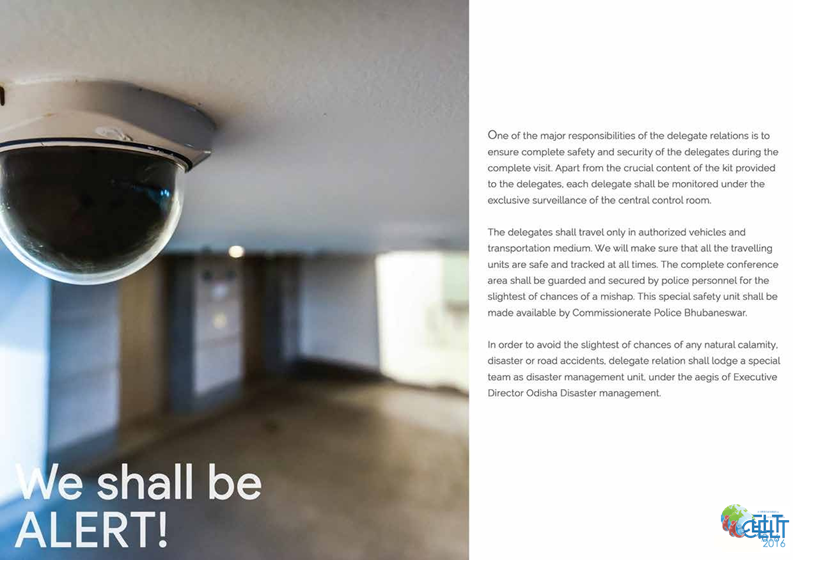 One of the major responsibilities of the delegate relations is to
ensure complete safety and security of the delegates during the
complete visit. Apart from the crucial content of the kit provided
to the delegates, each delegate shall be monitored under the
exclusive surveillance of the central control room.
The delegates shall travel only in authorized vehicles and
transportation medium. We will make sure that all the travelling
units are safe and tracked at all times. The complete conference
area shall be guarded and secured by police personnel for the
slightest of chances of a mishap. This special safety unit shall be
made available by Commissionerate Police Bhubaneswar.
In order to avoid the slightest of chances of any natural calamity,
disaster or road accidents, delegate relation shall lodge a special
team as disaster management unit, under the aegis of Executive
Director Odisha Disaster management.
We shall be
ALERT!
2016